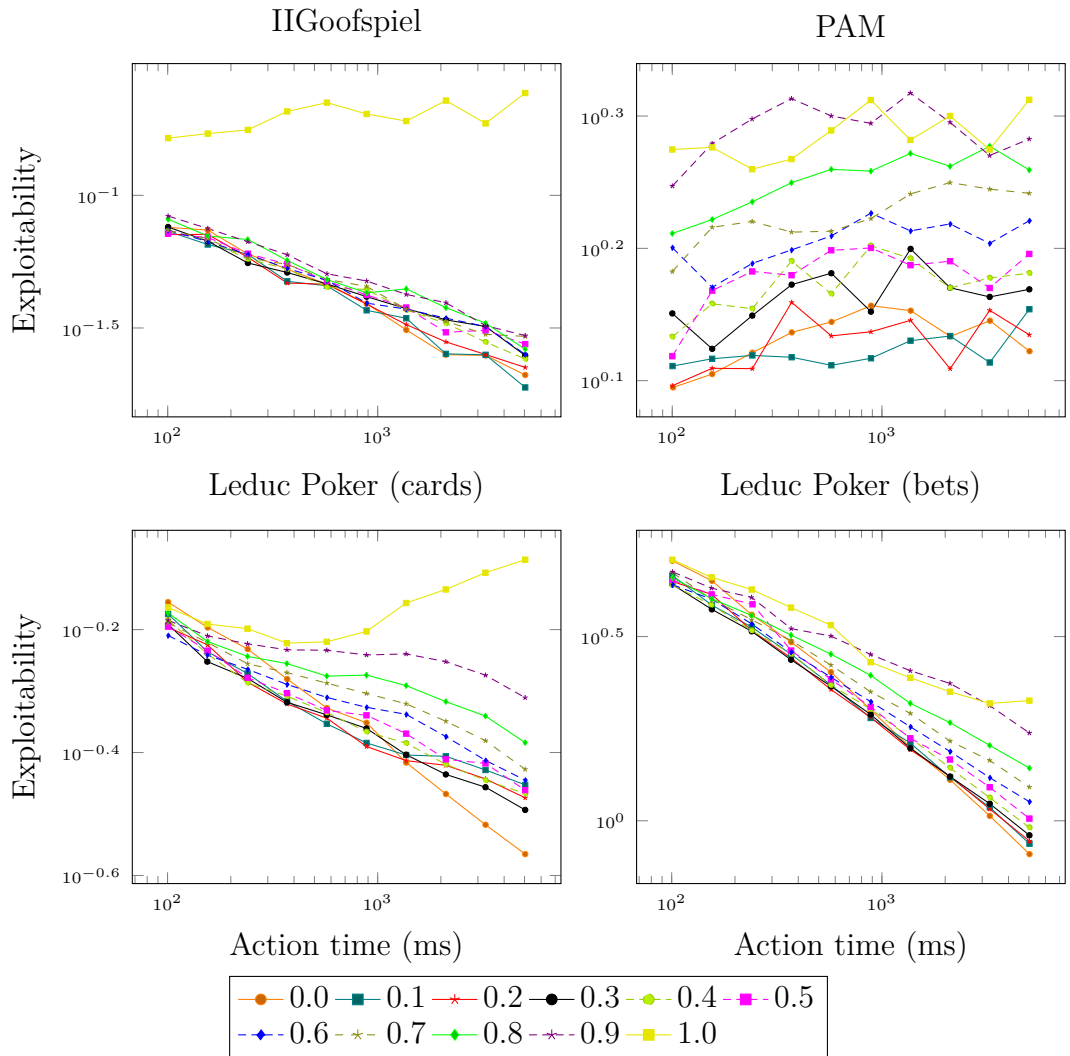 IIGoofspiel
PAM
Exploitability
10^−1
10^−1.5
10^2
10^3
10^0.3
10^0.2
10^0.1
10^2
10^3
Leduc Poker (cards)
Leduc Poker (bets)
Exploitability
10^−0.2
10^−0.4
10^−0.6
10^2
10^3
10^0.5
10^0
10^2
10^3
Action time (ms)
Action time (ms)
0.0 0.1 0.2 0.3 0.4 0.5
0.6 0.7 0.8 0.9 1.0